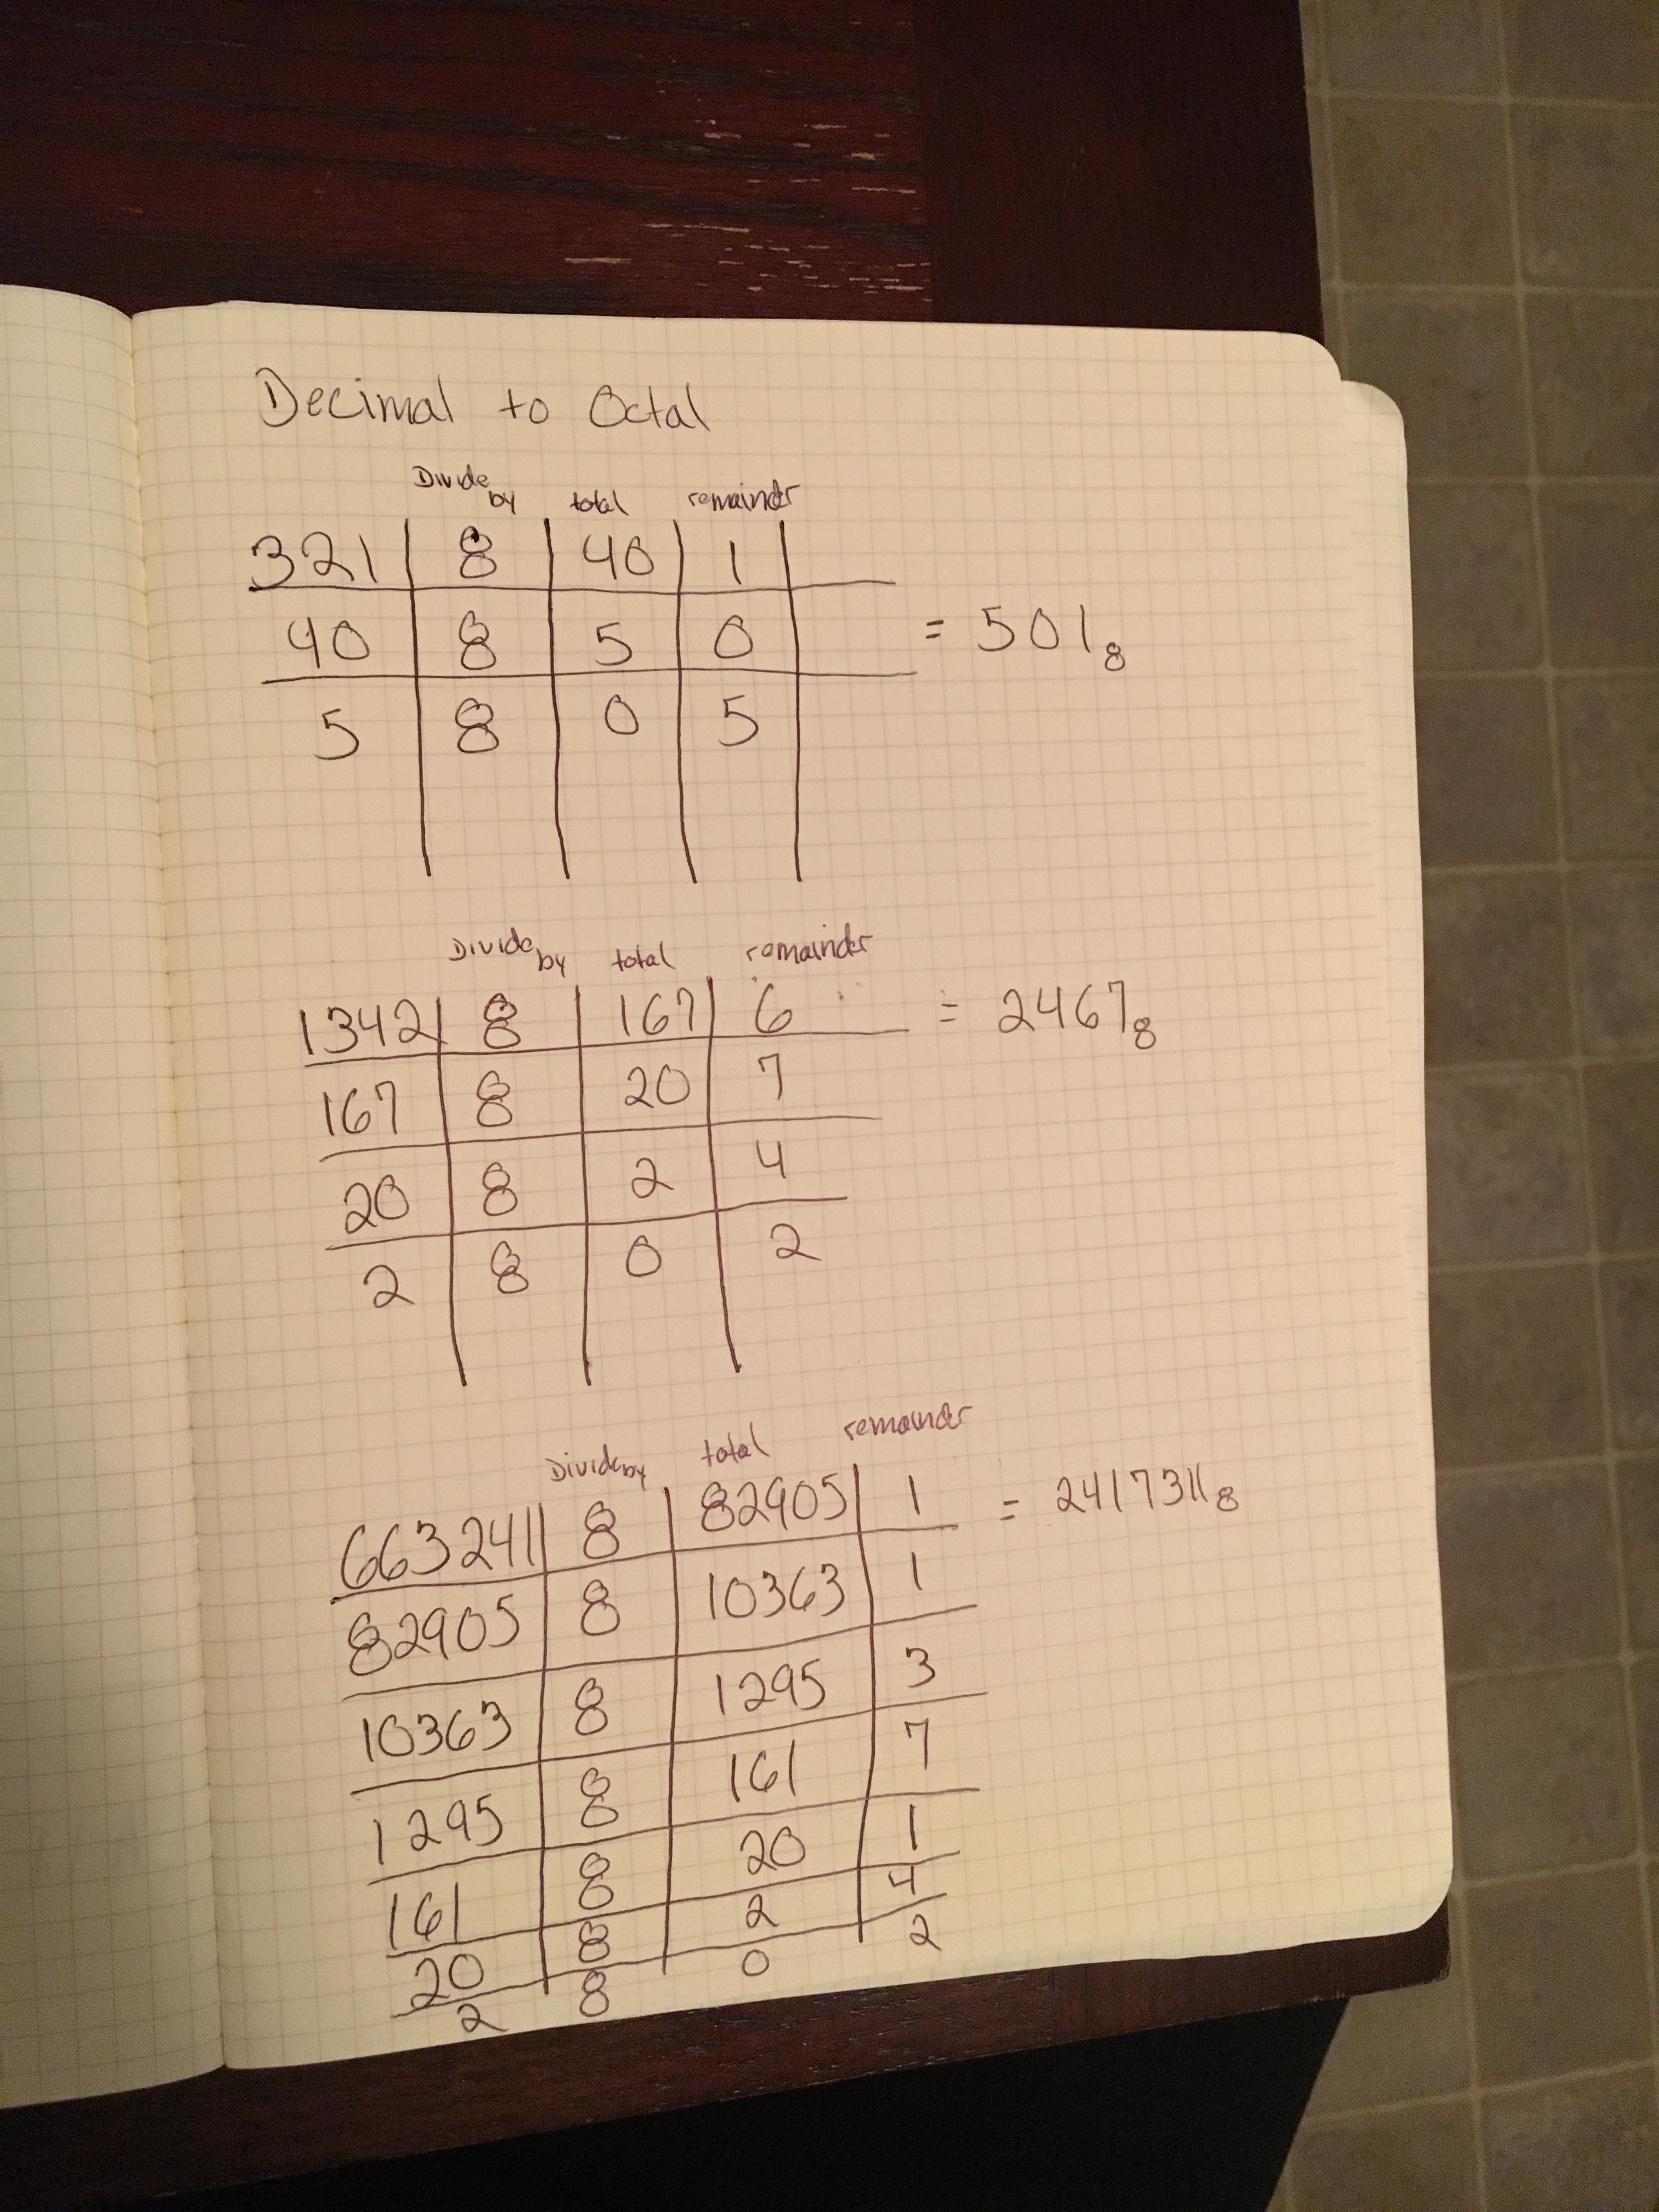 Decimal to Octal
Divide by total remainder
321 8 40 1
40 8 5 0 = 501₈
5 8 0 5
Divide by total remainder
1342 8 167 6 = 2467₈
167 8 20 7
20 8 2 4
2 8 0 2
Divide by total remainder
663241 8 82905 1 = 2417311₈
82905 8 10363 1
10363 8 1295 3
1295 8 161 7
161 8 20 1
20 8 2 4
2 8 0 2